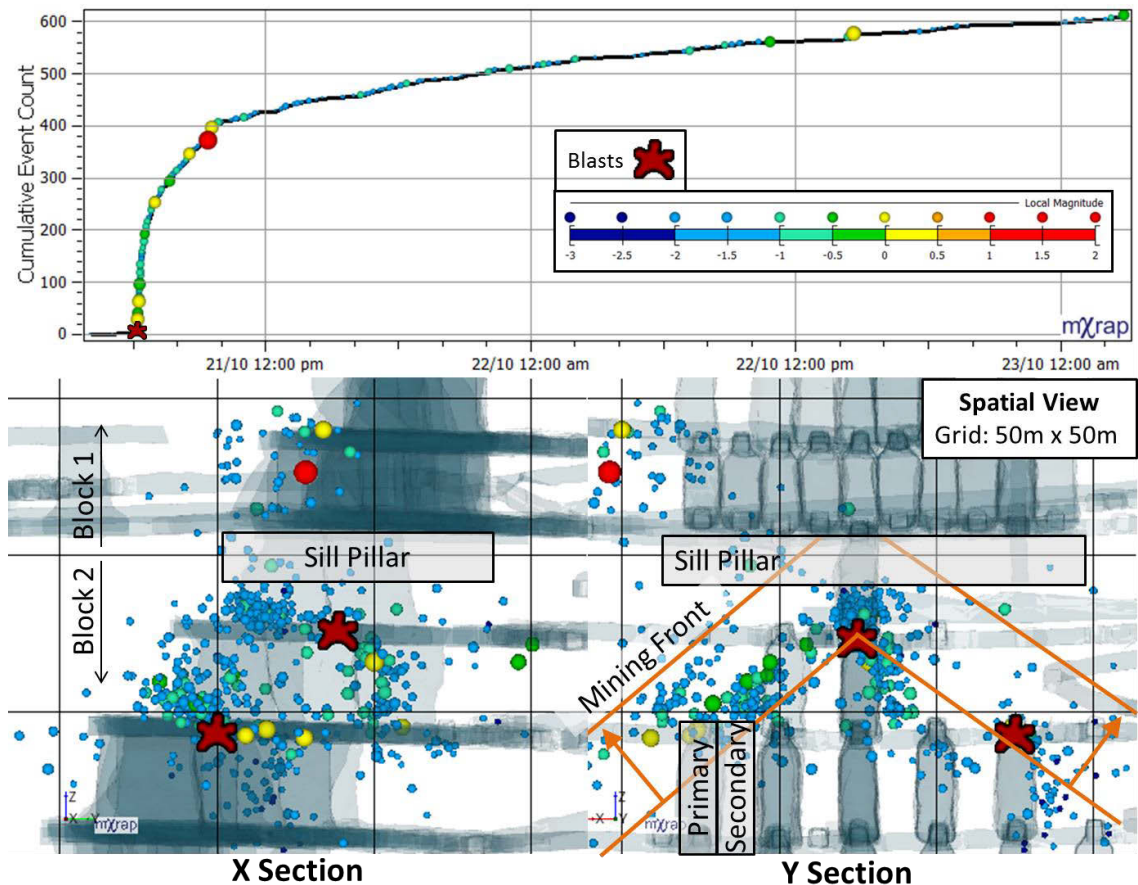 600
500
400
300
200
100
0
Cumulative Event Count
Blasts
Local Magnitude
-3 -2.5 -2 -1.5 -1 -0.5 0 0.5 1 1.5 2
mXrap
21/10 12:00 pm 22/10 12:00 am 22/10 12:00 pm 23/10 12:00 am
Block 1
Block 2
Sill Pillar
Z
X Y
mXrap
X Section
Spatial View
Grid: 50m x 50m
Sill Pillar
Mining Front
Primary
Secondary
Z
X
mXrap
Y Section